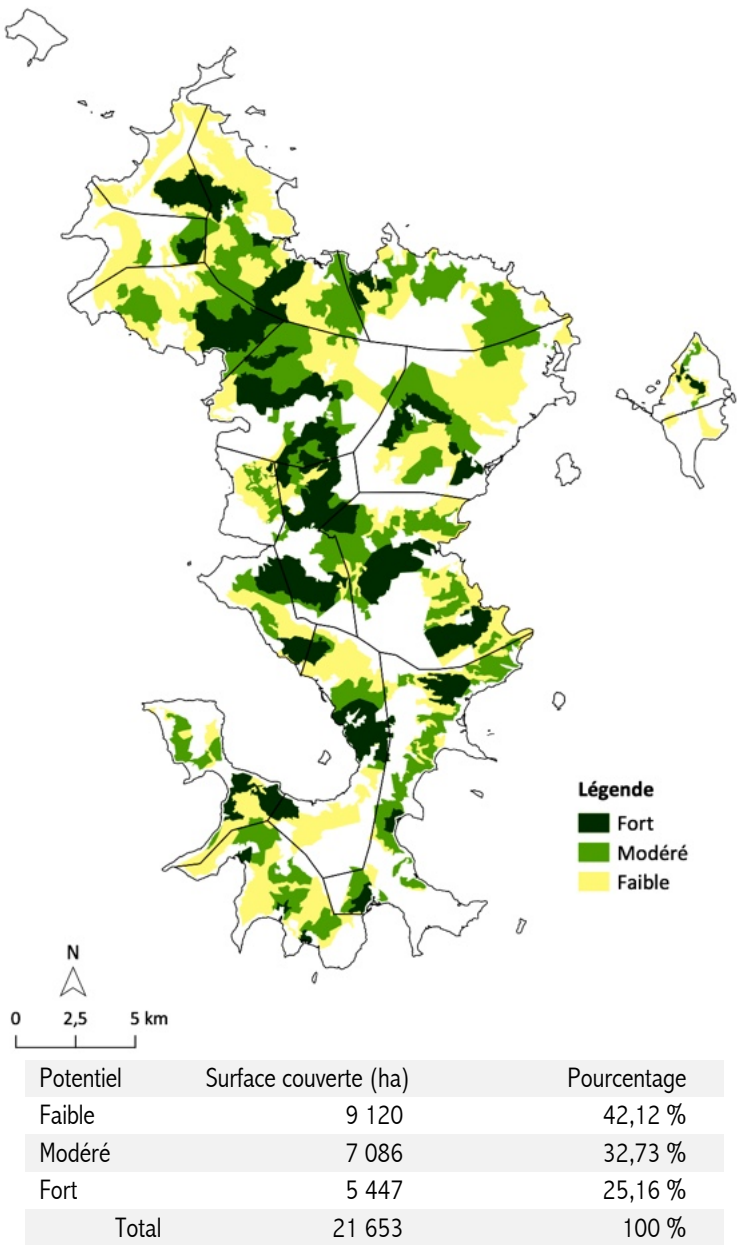 Légende
Fort
Modéré
Faible
N
0 2,5 5 km
Potentiel Surface couverte (ha) Pourcentage
Faible 9 120 42,12 %
Modéré 7 086 32,73 %
Fort 5 447 25,16 %
Total 21 653 100 %